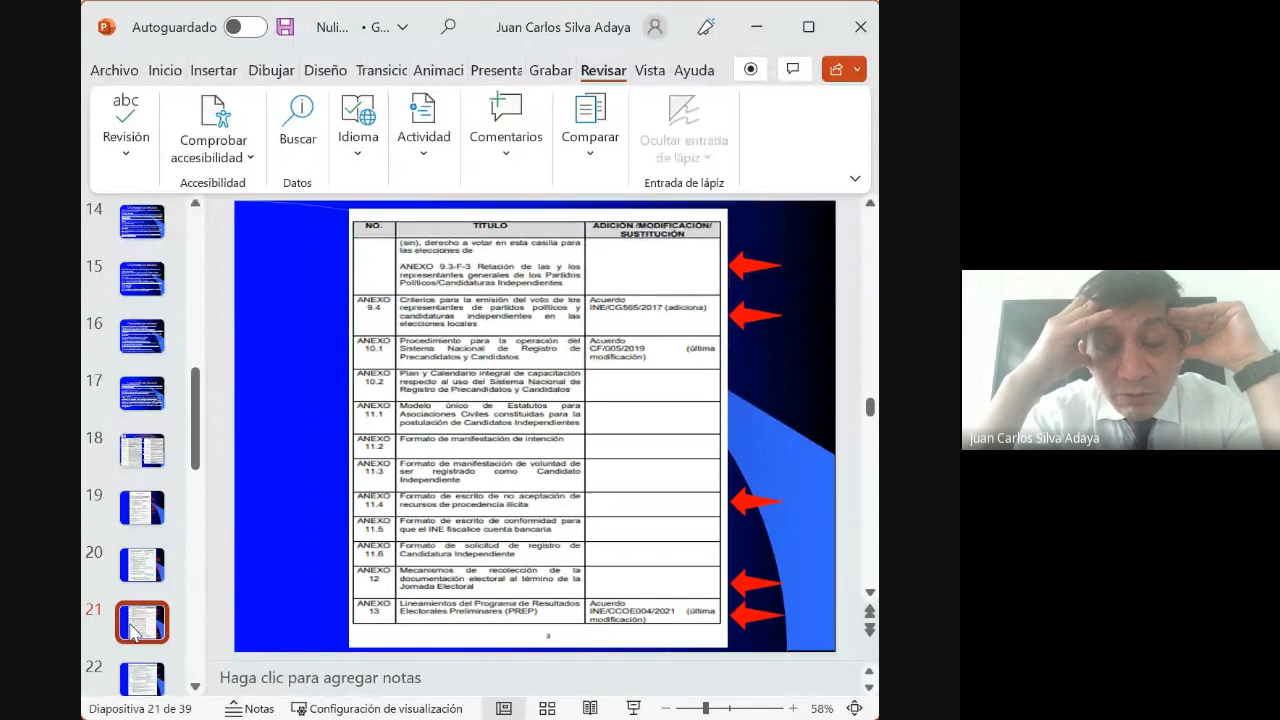 Autoguardado
Nuli... • G...
Juan Carlos Silva Adaya
Archivo Inicio Insertar Dibujar Diseño Transicic Animaci Presenta Grabar Revisar Vista Ayuda
abc
Revisión
Comprobar
accesibilidad
Buscar
Idioma
Actividad
Comentarios
Comparar
Ocultar entrada
de lápiz
Accesibilidad
Datos
Entrada de lápiz
14
15
16
17
18
19
20
21
22
NO. TÍTULO ADICIÓN /MODIFICACIÓN/
SUSTITUCIÓN
(sin), derecho a votar en esta casilla para
las elecciones de
ANEXO 9.3-F-3 Relación de las y los
representantes generales de los Partidos
Políticos/Candidaturas Independientes
ANEXO
9.4
Criterios para la emisión del voto de los
representantes de partidos políticos y
candidaturas independientes en las
elecciones locales
Acuerdo
INE/CG565/2017 (adiciona)
ANEXO
10.1
Procedimiento para la operación del
Sistema Nacional de Registro de
Precandidatos y Candidatos
Acuerdo
CF/005/2019 (última
modificación)
ANEXO
10.2
Plan y Calendario integral de capacitación
respecto al uso del Sistema Nacional de
Registro de Precandidatos y Candidatos
ANEXO
11.1
Modelo único de Estatutos para
Asociaciones Civiles constituidas para la
postulación de Candidatos Independientes
ANEXO
11.2
Formato de manifestación de intención
ANEXO
11.3
Formato de manifestación de voluntad de
ser registrado como Candidato
Independiente
ANEXO
11.4
Formato de escrito de no aceptación de
recursos de procedencia ilícita
ANEXO
11.5
Formato de escrito de conformidad para
que el INE fiscalice cuenta bancaria
ANEXO
11.6
Formato de solicitud de registro de
Candidatura Independiente
ANEXO
12
Mecanismos de recolección de la
documentación electoral al término de la
Jornada Electoral
ANEXO
13
Lineamientos del Programa de Resultados
Electorales Preliminares (PREP)
Acuerdo
INE/CCOE004/2021 (última
modificación)
3
Juan Carlos Silva Adaya
Haga clic para agregar notas
Diapositiva 21 de 39 Notas Configuración de visualización 58%